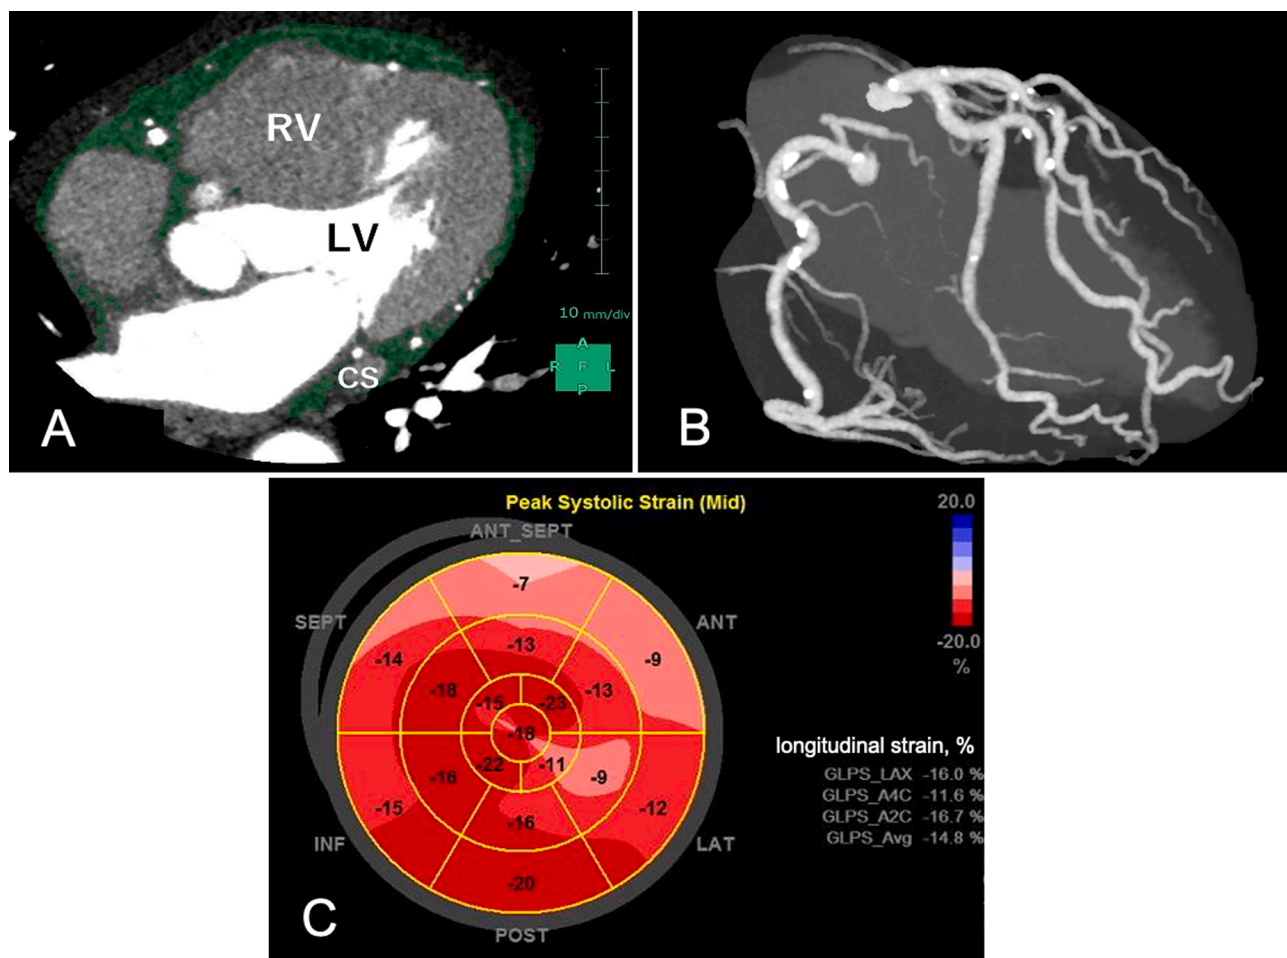 RV
LV
CS
10 mm/div
A
R F L
P
A
B
Peak Systolic Strain (Mid)
20.0
-20.0
%
ANT_SEPT
SEPT
ANT
-7
-14
-13
-9
-18
-15
-23
-13
-18
-16
-22
-11
-9
-15
-16
-12
-20
INF
LAT
POST
longitudinal strain, %
GLPS_LAX -16.0 %
GLPS_A4C -11.6 %
GLPS_A2C -16.7 %
GLPS_Avg -14.8 %
C